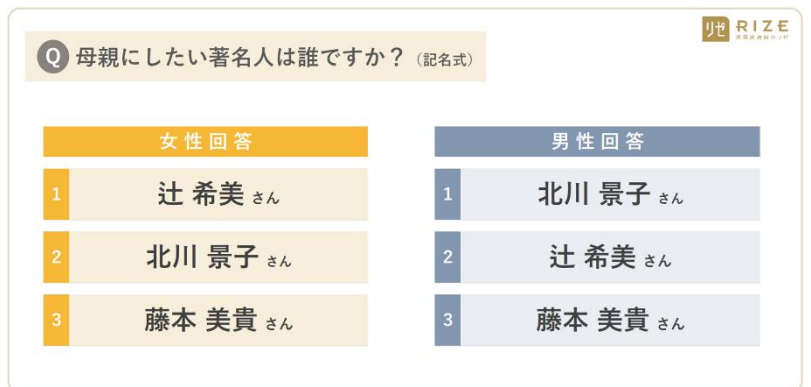 リゼ RIZE
Q 母親にしたい著名人は誰ですか？（記名式）
女性回答
1 辻 希美 さん
2 北川 景子 さん
3 藤本 美貴 さん
男性回答
1 北川 景子 さん
2 辻 希美 さん
3 藤本 美貴 さん